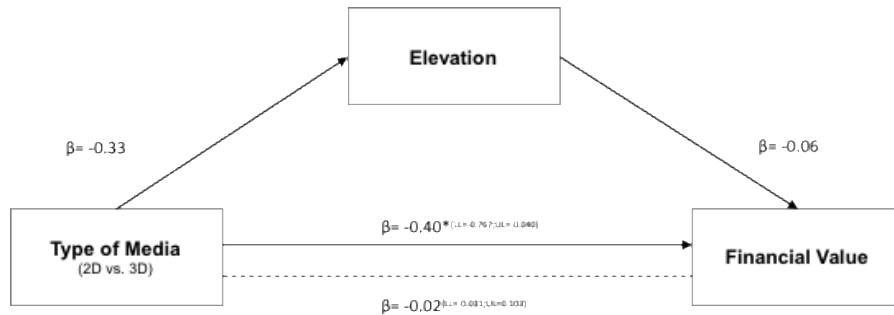 Elevation
β= -0.33
β= -0.06
β= -0.40*
Type of Media
(2D vs. 3D)
Financial Value
β= -0.02